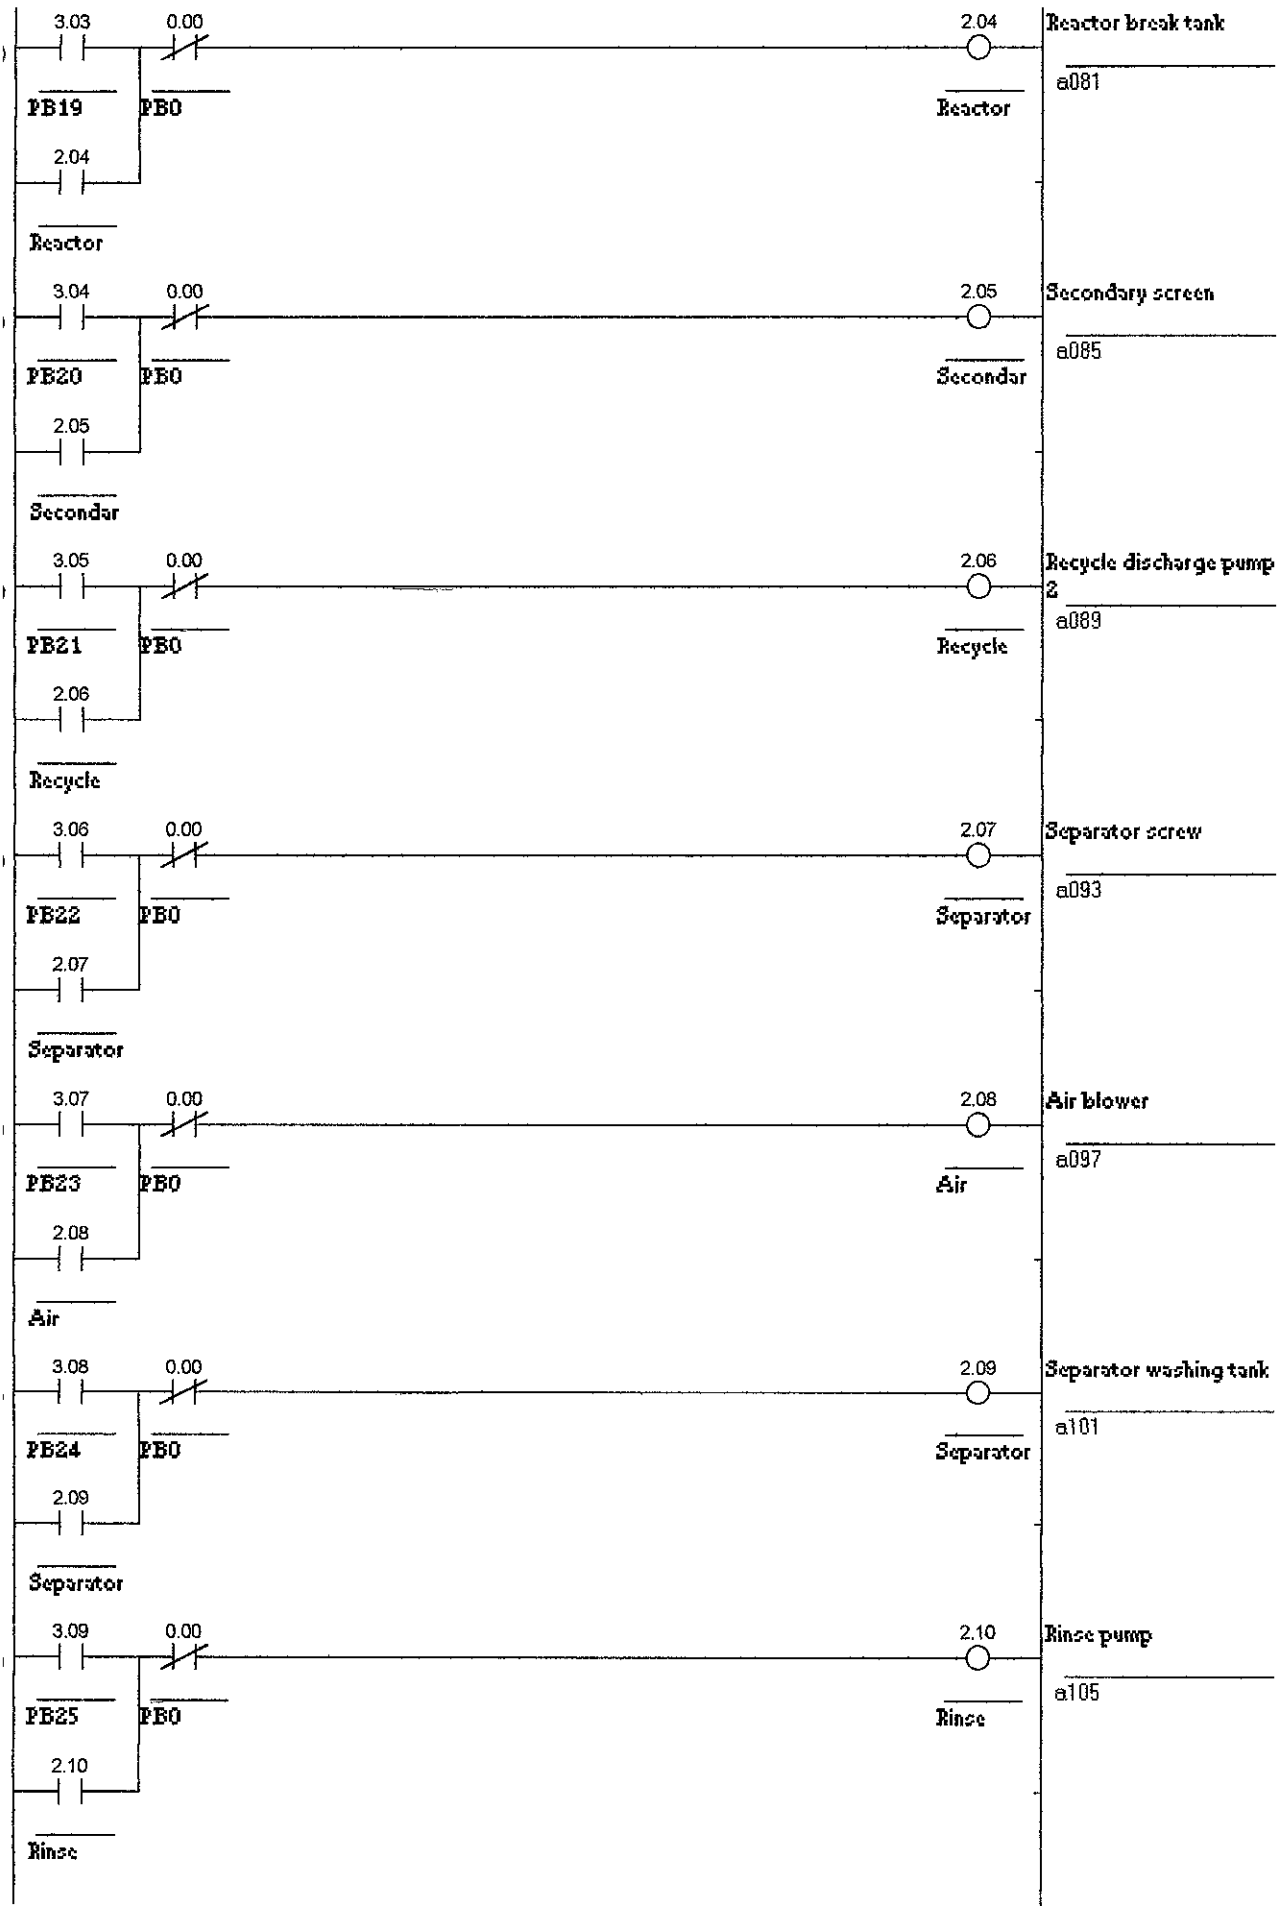 3.03 0.00 2.04 Reactor break tank
a081
PB19 PB0 Reactor
2.04
Reactor
3.04 0.00 2.05 Secondary screen
a085
PB20 PB0 Secondar
2.05
Secondar
3.05 0.00 2.06 Recycle discharge pump
2
a089
PB21 PB0 Recycle
2.06
Recycle
3.06 0.00 2.07 Separator screw
a093
PB22 PB0 Separator
2.07
Separator
3.07 0.00 2.08 Air blower
a097
PB23 PB0 Air
2.08
Air
3.08 0.00 2.09 Separator washing tank
a101
PB24 PB0 Separator
2.09
Separator
3.09 0.00 2.10 Rinse pump
a105
PB25 PB0 Rinse
2.10
Rinse